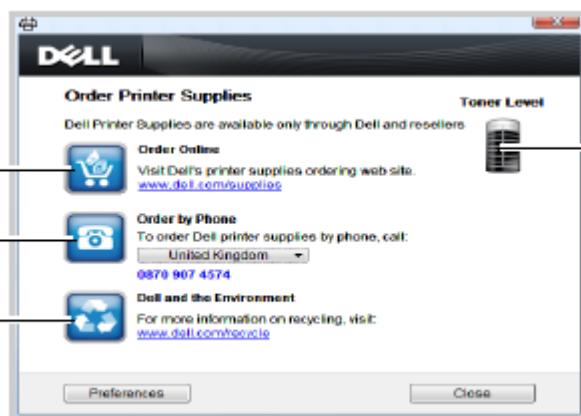 DELL
Order Printer Supplies
Toner Level
Dell Printer Supplies are available only through Dell and resellers
Order Online
Visit Dell's printer supplies ordering web site.
www.dell.com/supplies
Order by Phone
To order Dell printer supplies by phone, call:
United Kingdom
0870 907 4574
Dell and the Environment
For more information on recycling, visit:
www.dell.com/recycle
Preferences
Close